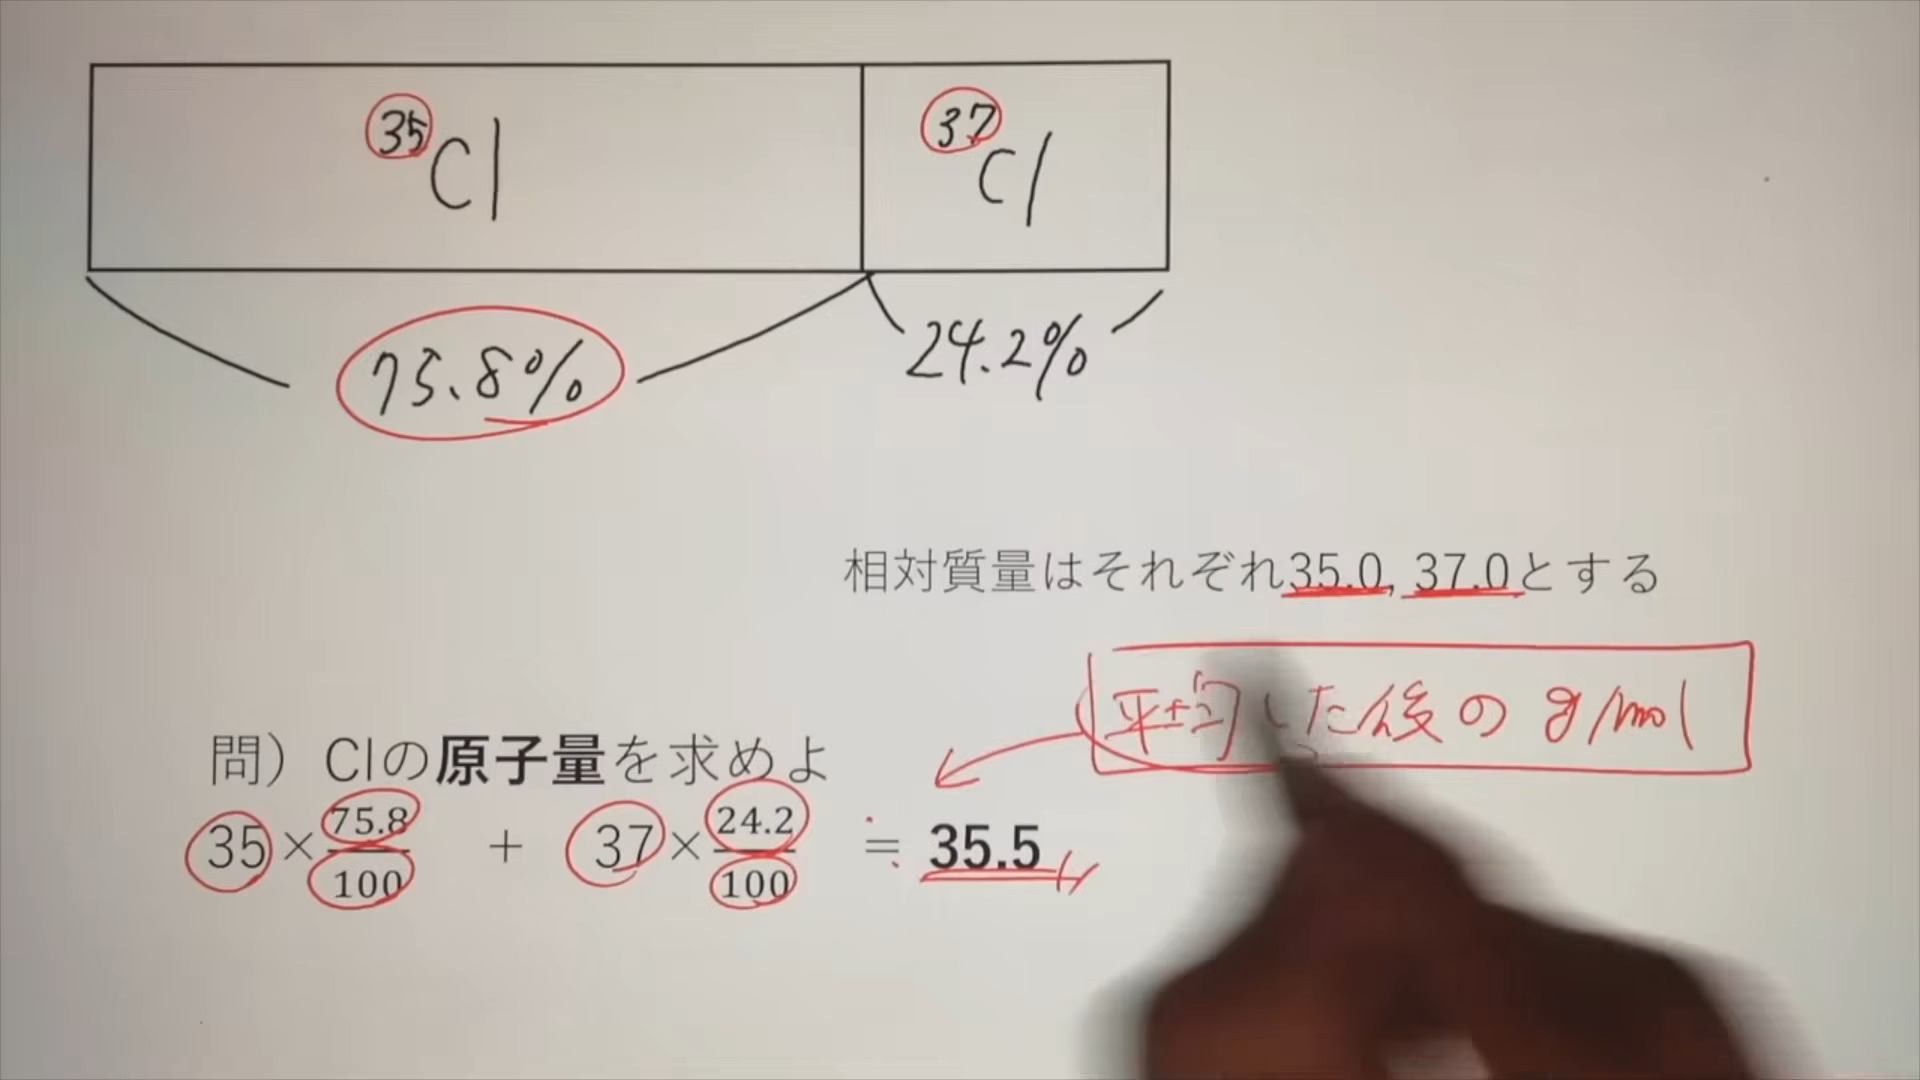 35Cl 37Cl
75.8% 24.2%
相対質量はそれぞれ35.0, 37.0とする
平均した後の g/mol
問）Clの原子量を求めよ
35×75.8/100 + 37×24.2/100 ≒ 35.5